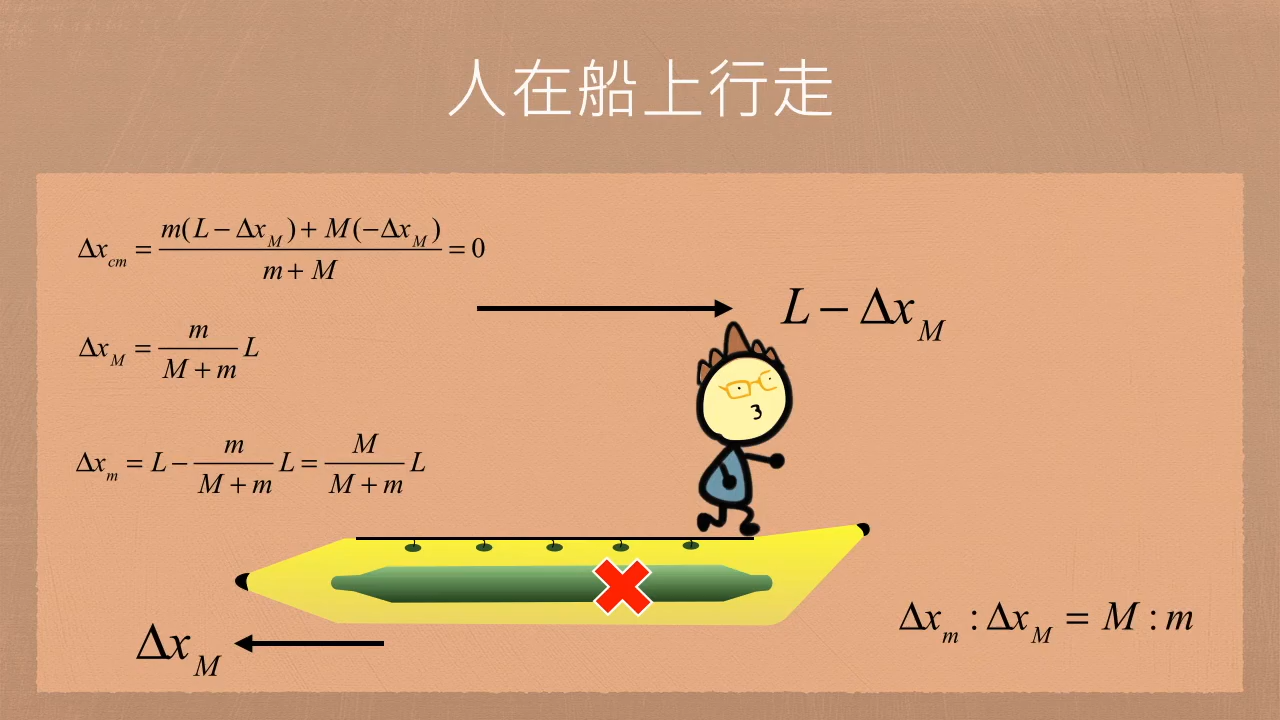 人在船上行走
Δx_cm = (m(L − Δx_M) + M(−Δx_M)) / (m + M) = 0
L − Δx_M
Δx_M = m / (M + m) L
Δx_m = L − m / (M + m) L = M / (M + m) L
Δx_m : Δx_M = M : m
Δx_M